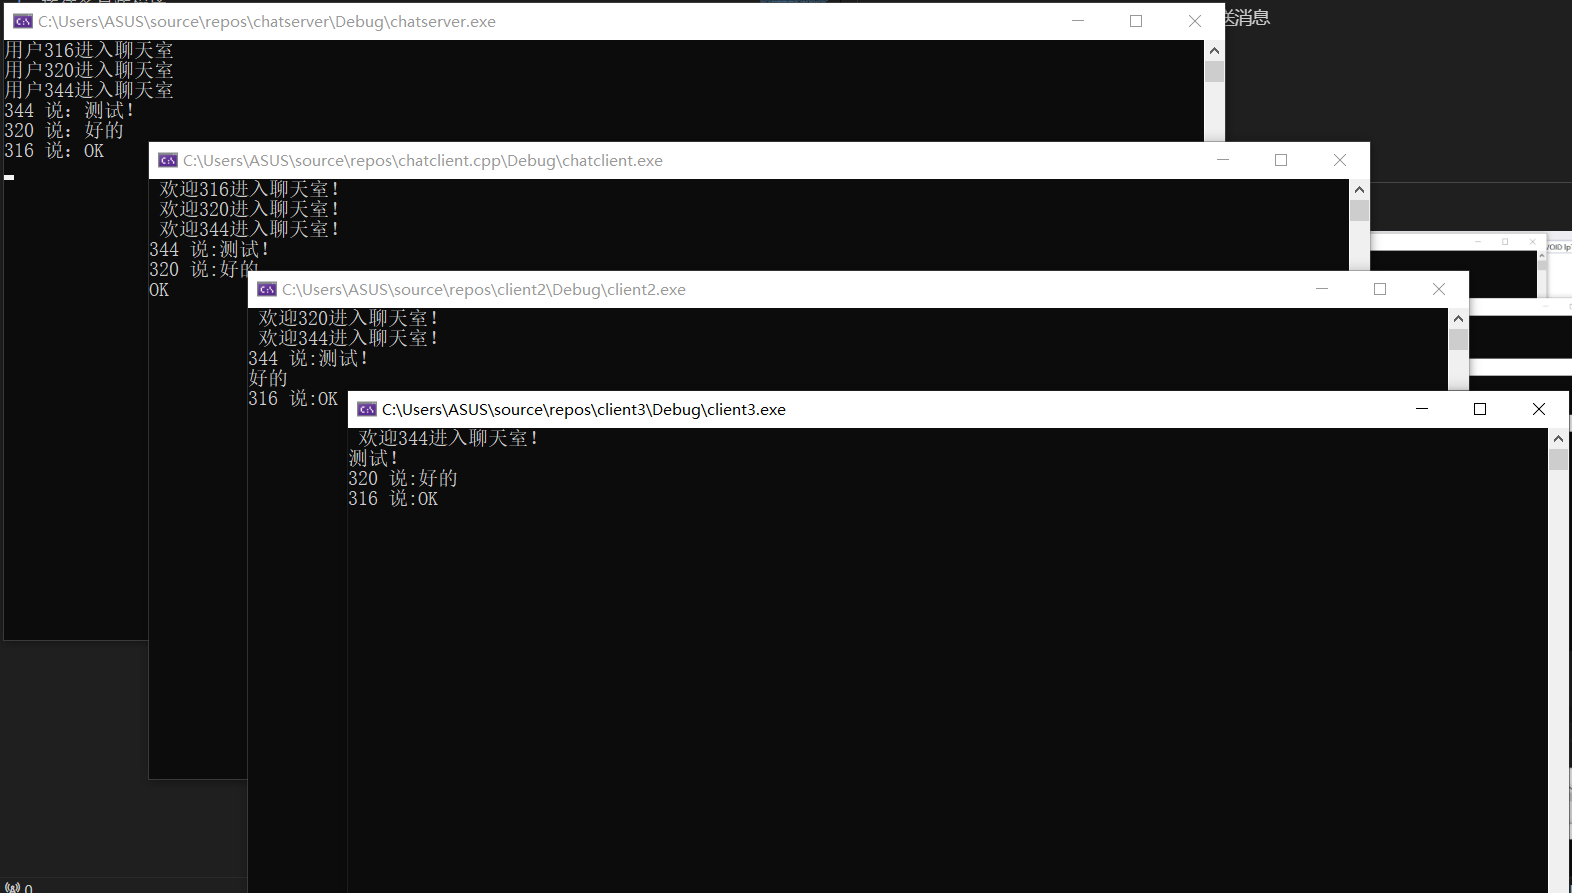 C:\Users\ASUS\source\repos\chatserver\Debug\chatserver.exe
送消息
用户316进入聊天室
用户320进入聊天室
用户344进入聊天室
344 说：测试！
320 说：好的
316 说：OK
C:\Users\ASUS\source\repos\chatclient.cpp\Debug\chatclient.exe
欢迎316进入聊天室！
欢迎320进入聊天室！
欢迎344进入聊天室！
344 说:测试！
320 说:好的
OK
C:\Users\ASUS\source\repos\client2\Debug\client2.exe
欢迎320进入聊天室！
欢迎344进入聊天室！
344 说:测试！
好的
316 说:OK
C:\Users\ASUS\source\repos\client3\Debug\client3.exe
欢迎344进入聊天室！
测试！
320 说:好的
316 说:OK
0